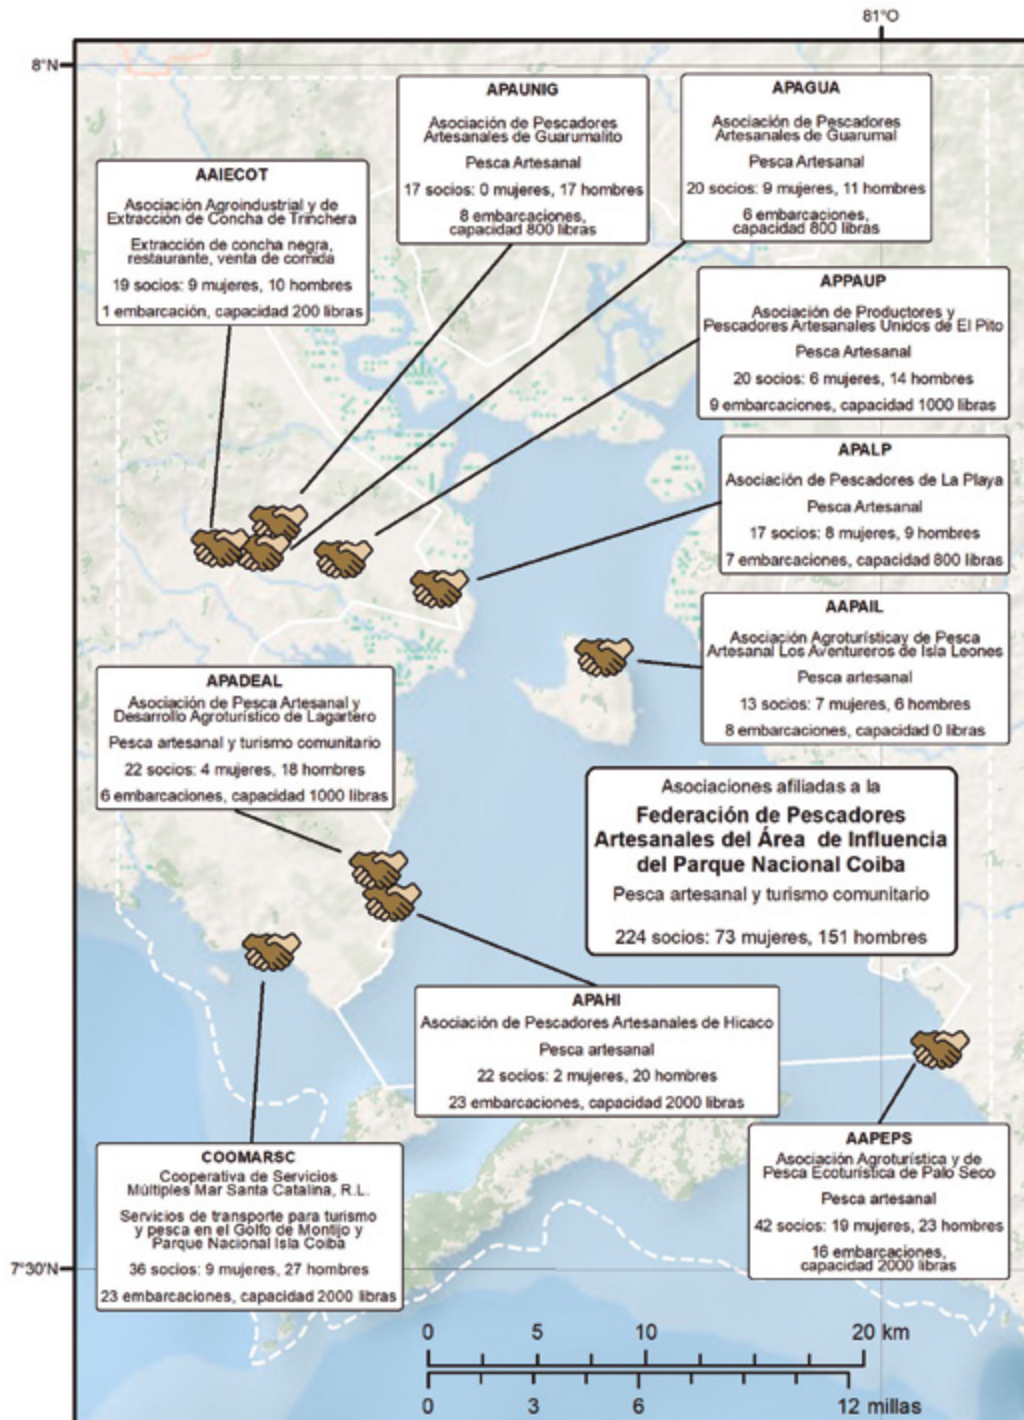 81°O
8°N
APAUNIG
Asociación de Pescadores
Artesanales de Guarumalito
Pesca Artesanal
17 socios: 0 mujeres, 17 hombres
8 embarcaciones,
capacidad 800 libras
APAGUA
Asociación de Pescadores
Artesanales de Guarumal
Pesca Artesanal
20 socios: 9 mujeres, 11 hombres
6 embarcaciones,
capacidad 800 libras
AAIECOT
Asociación Agroindustrial y de
Extracción de Concha de Trinchera
Extracción de concha negra,
restaurante, venta de comida
19 socios: 9 mujeres, 10 hombres
1 embarcación, capacidad 200 libras
APPAUP
Asociación de Productores y
Pescadores Artesanales Unidos de El Pito
Pesca Artesanal
20 socios: 6 mujeres, 14 hombres
9 embarcaciones, capacidad 1000 libras
APALP
Asociación de Pescadores de La Playa
Pesca Artesanal
17 socios: 8 mujeres, 9 hombres
7 embarcaciones, capacidad 800 libras
AAPAIL
Asociación Agroturísticay de Pesca
Artesanal Los Aventureros de Isla Leones
Pesca artesanal
13 socios: 7 mujeres, 6 hombres
8 embarcaciones, capacidad 0 libras
APADEAL
Asociación de Pesca Artesanal y
Desarrollo Agroturístico de Lagartero
Pesca artesanal y turismo comunitario
22 socios: 4 mujeres, 18 hombres
6 embarcaciones, capacidad 1000 libras
Asociaciones afiliadas a la
Federación de Pescadores
Artesanales del Área de Influencia
del Parque Nacional Coiba
Pesca artesanal y turismo comunitario
224 socios: 73 mujeres, 151 hombres
APAHI
Asociación de Pescadores Artesanales de Hicaco
Pesca artesanal
22 socios: 2 mujeres, 20 hombres
23 embarcaciones, capacidad 2000 libras
COOMARSC
Cooperativa de Servicios
Múltiples Mar Santa Catalina, R.L.
Servicios de transporte para turismo
y pesca en el Golfo de Montijo y
Parque Nacional Isla Coiba
36 socios: 9 mujeres, 27 hombres
23 embarcaciones, capacidad 2000 libras
AAPEPS
Asociación Agroturística y de
Pesca Ecoturística de Palo Seco
Pesca artesanal
42 socios: 19 mujeres, 23 hombres
16 embarcaciones,
capacidad 2000 libras
7°30'N
0 5 10 20 km
0 3 6 12 millas